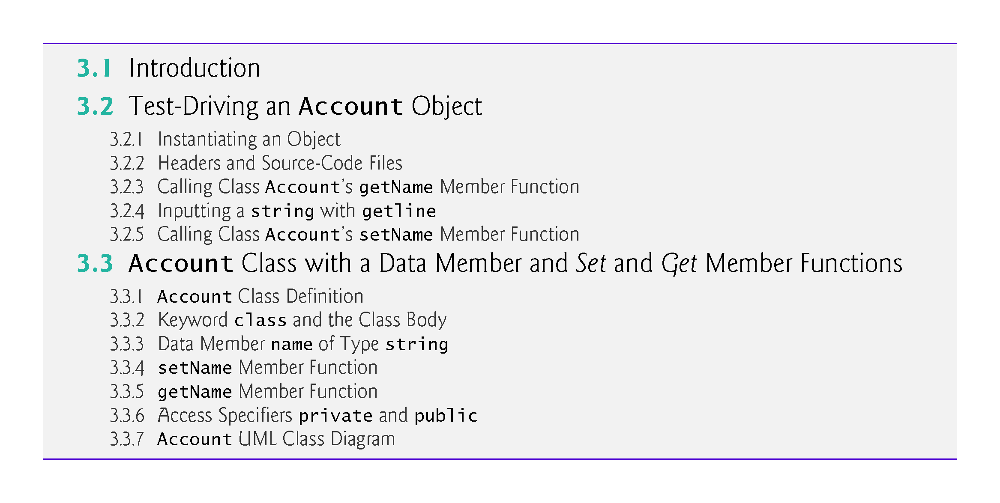 3.1 Introduction
3.2 Test-Driving an Account Object
3.2.1 Instantiating an Object
3.2.2 Headers and Source-Code Files
3.2.3 Calling Class Account’s getName Member Function
3.2.4 Inputting a string with getline
3.2.5 Calling Class Account’s setName Member Function
3.3 Account Class with a Data Member and Set and Get Member Functions
3.3.1 Account Class Definition
3.3.2 Keyword class and the Class Body
3.3.3 Data Member name of Type string
3.3.4 setName Member Function
3.3.5 getName Member Function
3.3.6 Access Specifiers private and public
3.3.7 Account UML Class Diagram